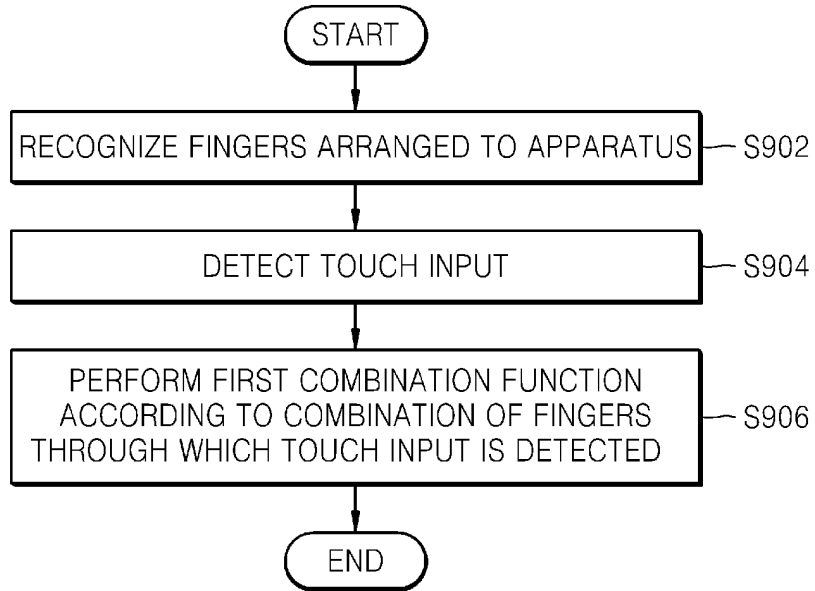 START
RECOGNIZE FINGERS ARRANGED TO APPARATUS
S902
DETECT TOUCH INPUT
S904
PERFORM FIRST COMBINATION FUNCTION
ACCORDING TO COMBINATION OF FINGERS
THROUGH WHICH TOUCH INPUT IS DETECTED
S906
END